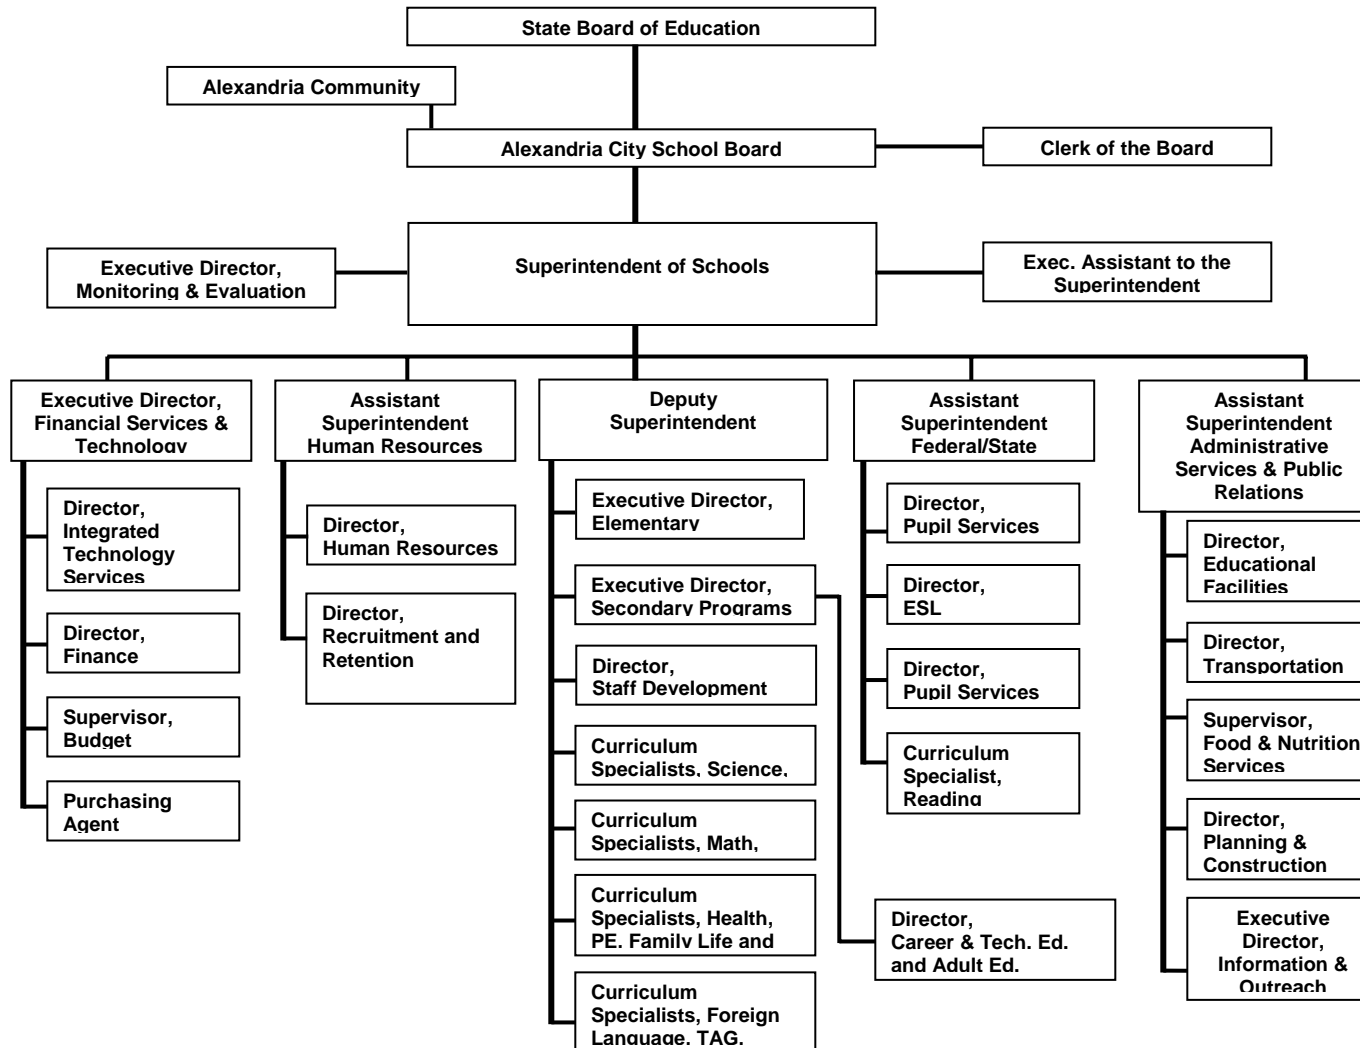 State Board of Education
Alexandria Community
Alexandria City School Board
Clerk of the Board
Executive Director,
Monitoring & Evaluation
Superintendent of Schools
Exec. Assistant to the
Superintendent
Executive Director,
Financial Services &
Technology
Assistant
Superintendent
Human Resources
Deputy
Superintendent
Assistant
Superintendent
Federal/State
Assistant
Superintendent
Administrative
Services & Public
Relations
Director,
Integrated
Technology
Services
Director,
Finance
Supervisor,
Budget
Purchasing
Agent
Director,
Human Resources
Director,
Recruitment and
Retention
Executive Director,
Elementary
Executive Director,
Secondary Programs
Director,
Staff Development
Curriculum
Specialists, Science,
Curriculum
Specialists, Math,
Curriculum
Specialists, Health,
PE, Family Life and
Curriculum
Specialists, Foreign
Language, TAG,
Director,
Pupil Services
Director,
ESL
Director,
Pupil Services
Curriculum
Specialist,
Reading
Director,
Career & Tech. Ed.
and Adult Ed.
Director,
Educational
Facilities
Director,
Transportation
Supervisor,
Food & Nutrition
Services
Director,
Planning &
Construction
Executive
Director,
Information &
Outreach